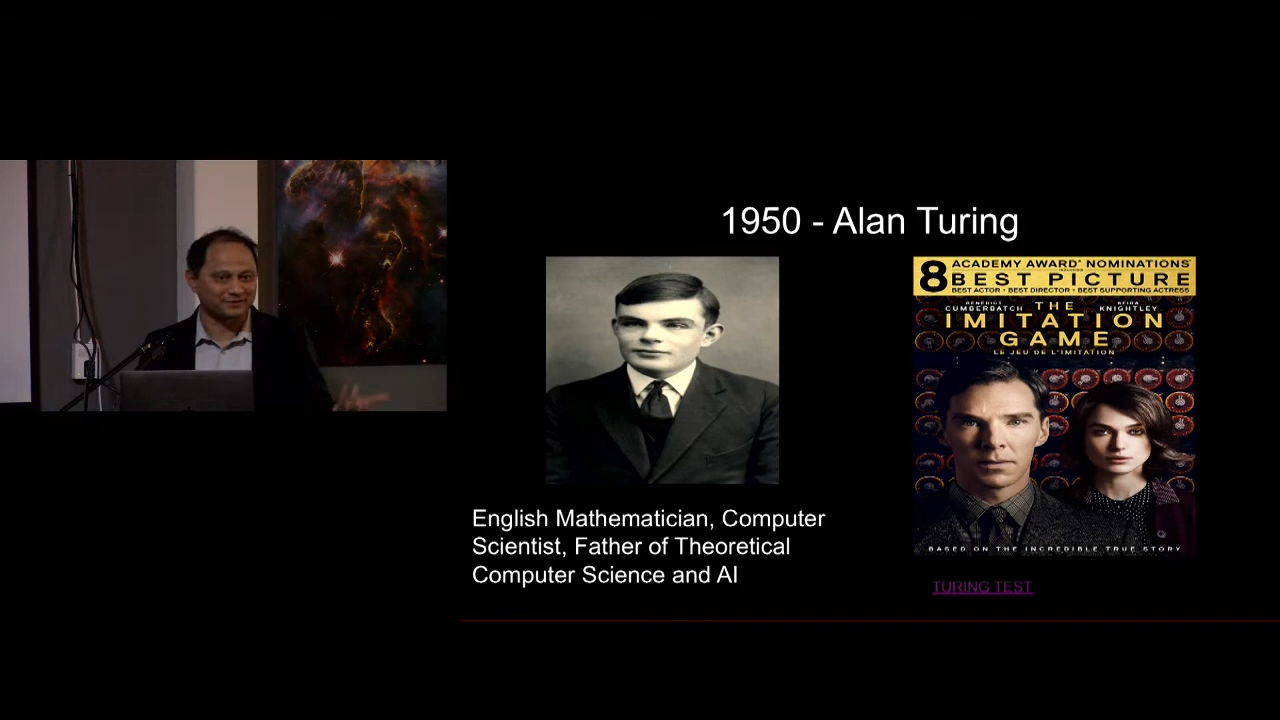 1950 - Alan Turing
8 ACADEMY AWARD NOMINATIONS
INCLUDING
BEST PICTURE
BEST ACTOR • BEST DIRECTOR • BEST SUPPORTING ACTRESS
BENEDICT CUMBERBATCH
KEIRA KNIGHTLEY
THE
IMITATION
GAME
LE JEU DE L'IMITATION
BASED ON THE INCREDIBLE TRUE STORY
English Mathematician, Computer
Scientist, Father of Theoretical
Computer Science and AI
TURING TEST